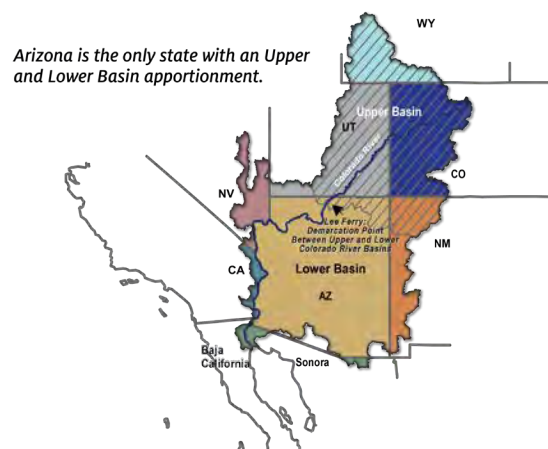 Arizona is the only state with an Upper
and Lower Basin apportionment.
WY
Upper Basin
UT
Colorado River
CO
NV
Lee Ferry:
Demarcation Point
Between Upper and Lower
Colorado River Basins
NM
CA
Lower Basin
AZ
Baja
California
Sonora